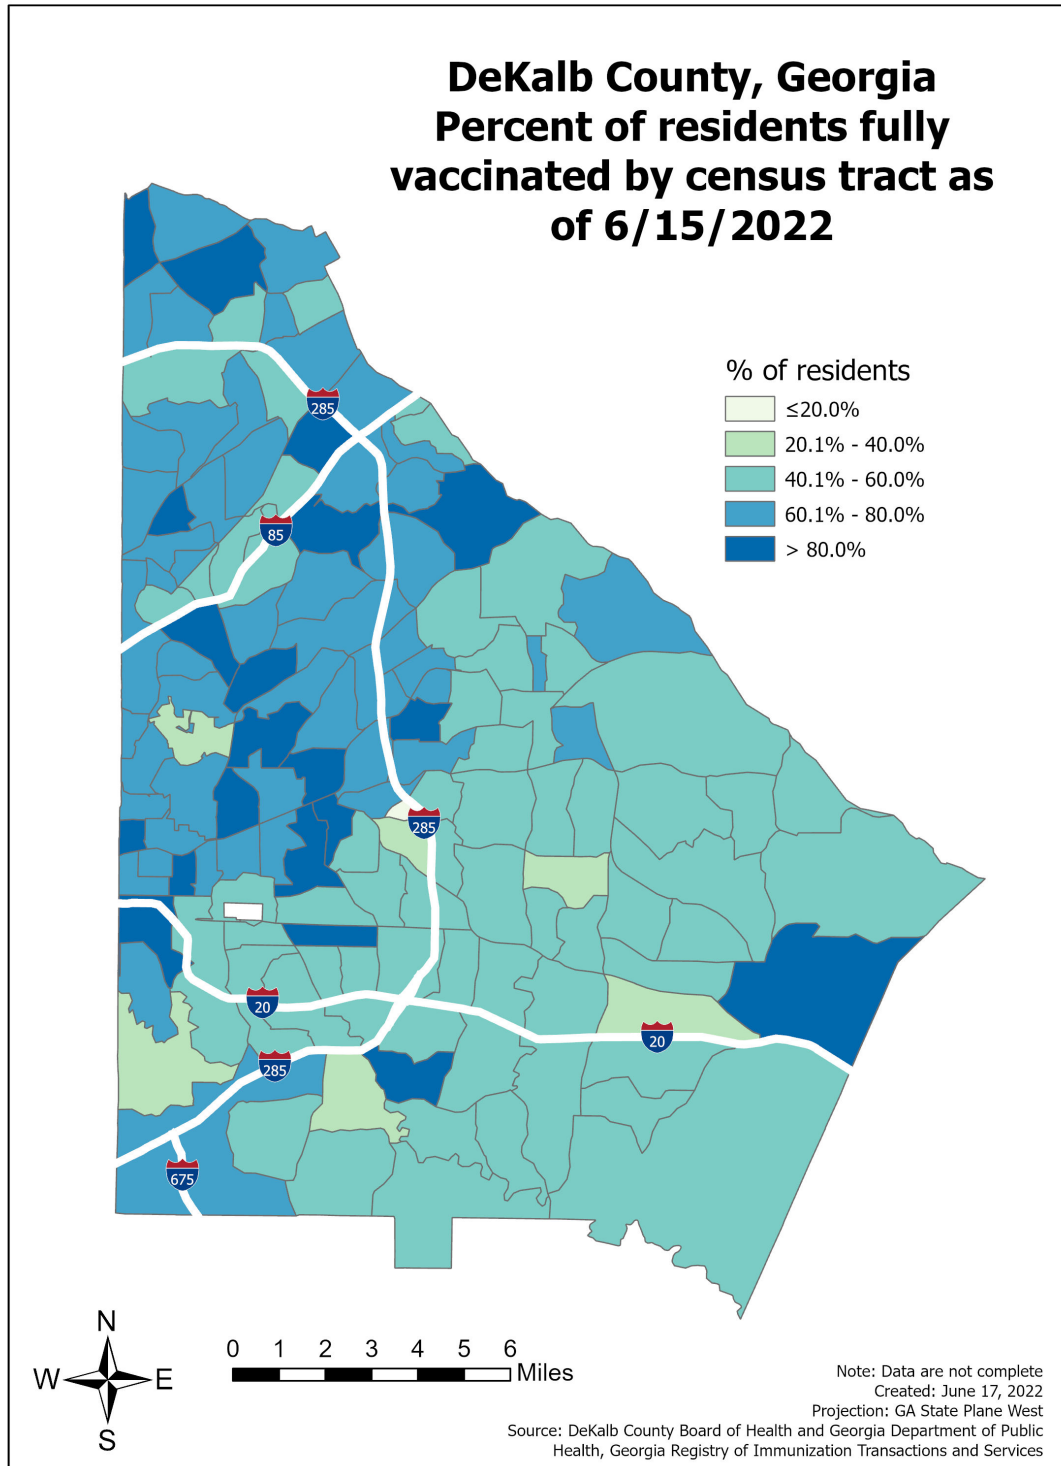 DeKalb County, Georgia
Percent of residents fully
vaccinated by census tract as
of 6/15/2022
% of residents
≤20.0%
20.1% - 40.0%
40.1% - 60.0%
60.1% - 80.0%
> 80.0%
285
85
285
20
20
285
675
N
W E
S
0 1 2 3 4 5 6
Miles
Note: Data are not complete
Created: June 17, 2022
Projection: GA State Plane West
Source: DeKalb County Board of Health and Georgia Department of Public
Health, Georgia Registry of Immunization Transactions and Services